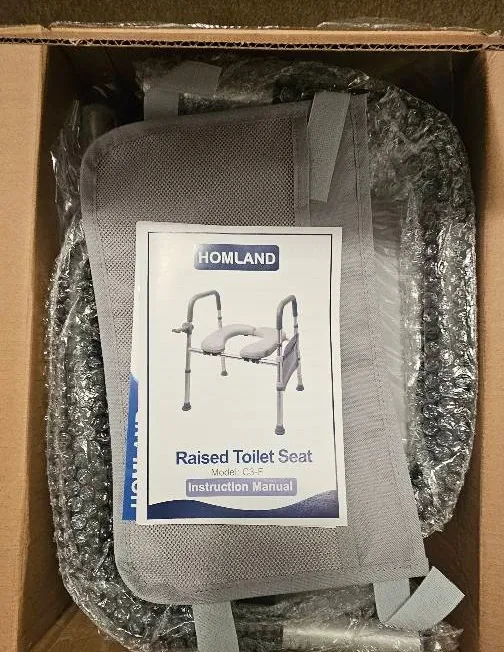 HOMLAND
Raised Toilet Seat
Model: C3-F
Instruction Manual
HOMLAND